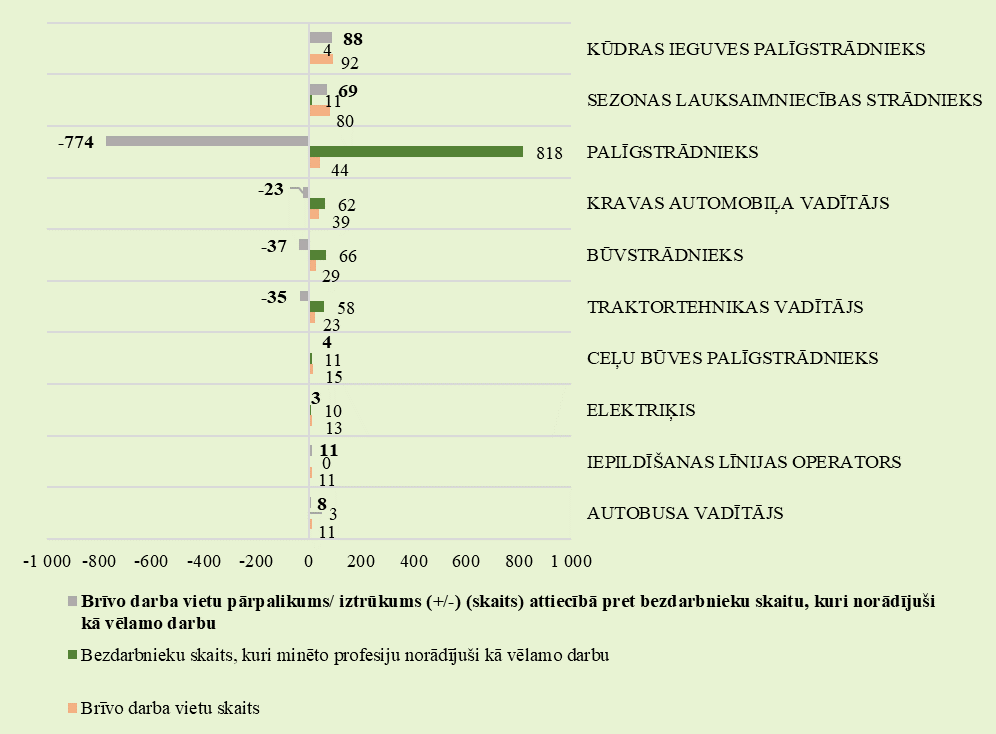 88
4
92
KŪDRAS IEGUVES PALĪGSTRĀDNIEKS
69
11
80
SEZONAS LAUKSAIMNIECĪBAS STRĀDNIEKS
-774
818
44
PALĪGSTRĀDNIEKS
-23
62
39
KRAVAS AUTOMOBIĻA VADĪTĀJS
-37
66
29
BŪVSTRĀDNIEKS
-35
58
23
TRAKTORTEHNIKAS VADĪTĀJS
4
11
15
CEĻU BŪVES PALĪGSTRĀDNIEKS
3
10
13
ELEKTRIĶIS
11
0
11
IEPILDĪŠANAS LĪNIJAS OPERATORS
8
3
11
AUTOBUSA VADĪTĀJS
-1 000 -800 -600 -400 -200 0 200 400 600 800 1 000
Brīvo darba vietu pārpalikums/ iztrūkums (+/-) (skaits) attiecībā pret bezdarbnieku skaitu, kuri norādījuši
kā vēlamo darbu
Bezdarbnieku skaits, kuri minēto profesiju norādījuši kā vēlamo darbu
Brīvo darba vietu skaits